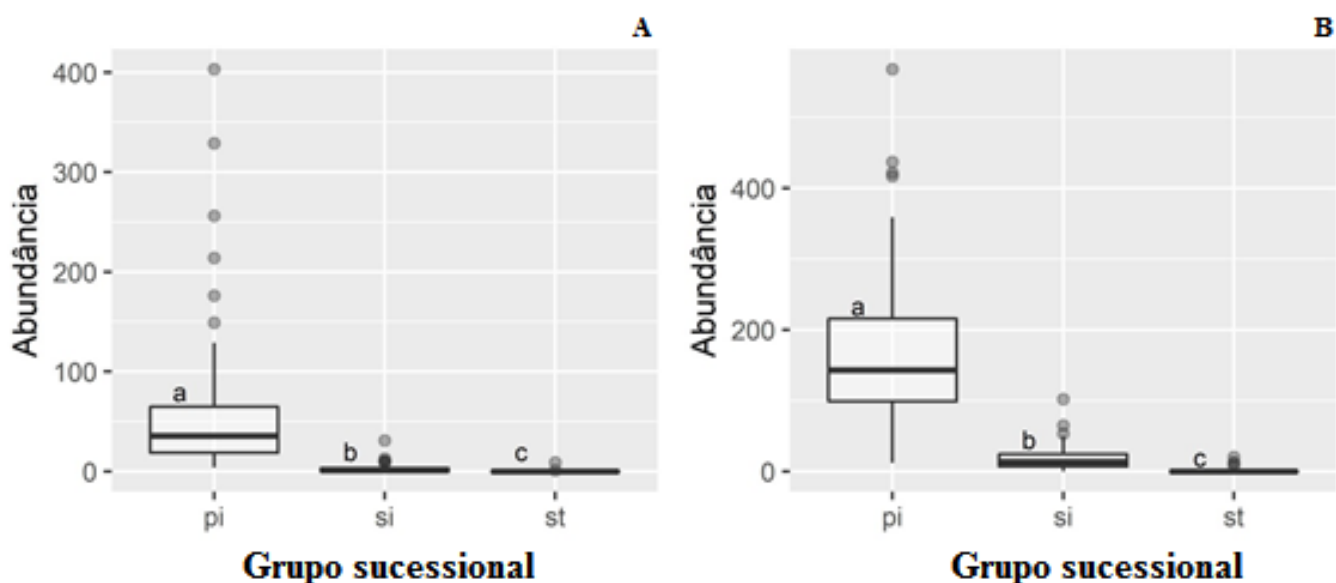 A
Abundância
400
300
200
100
0
a
b
c
pi
si
st
Grupo sucessional
B
Abundância
400
200
0
a
b
c
pi
si
st
Grupo sucessional